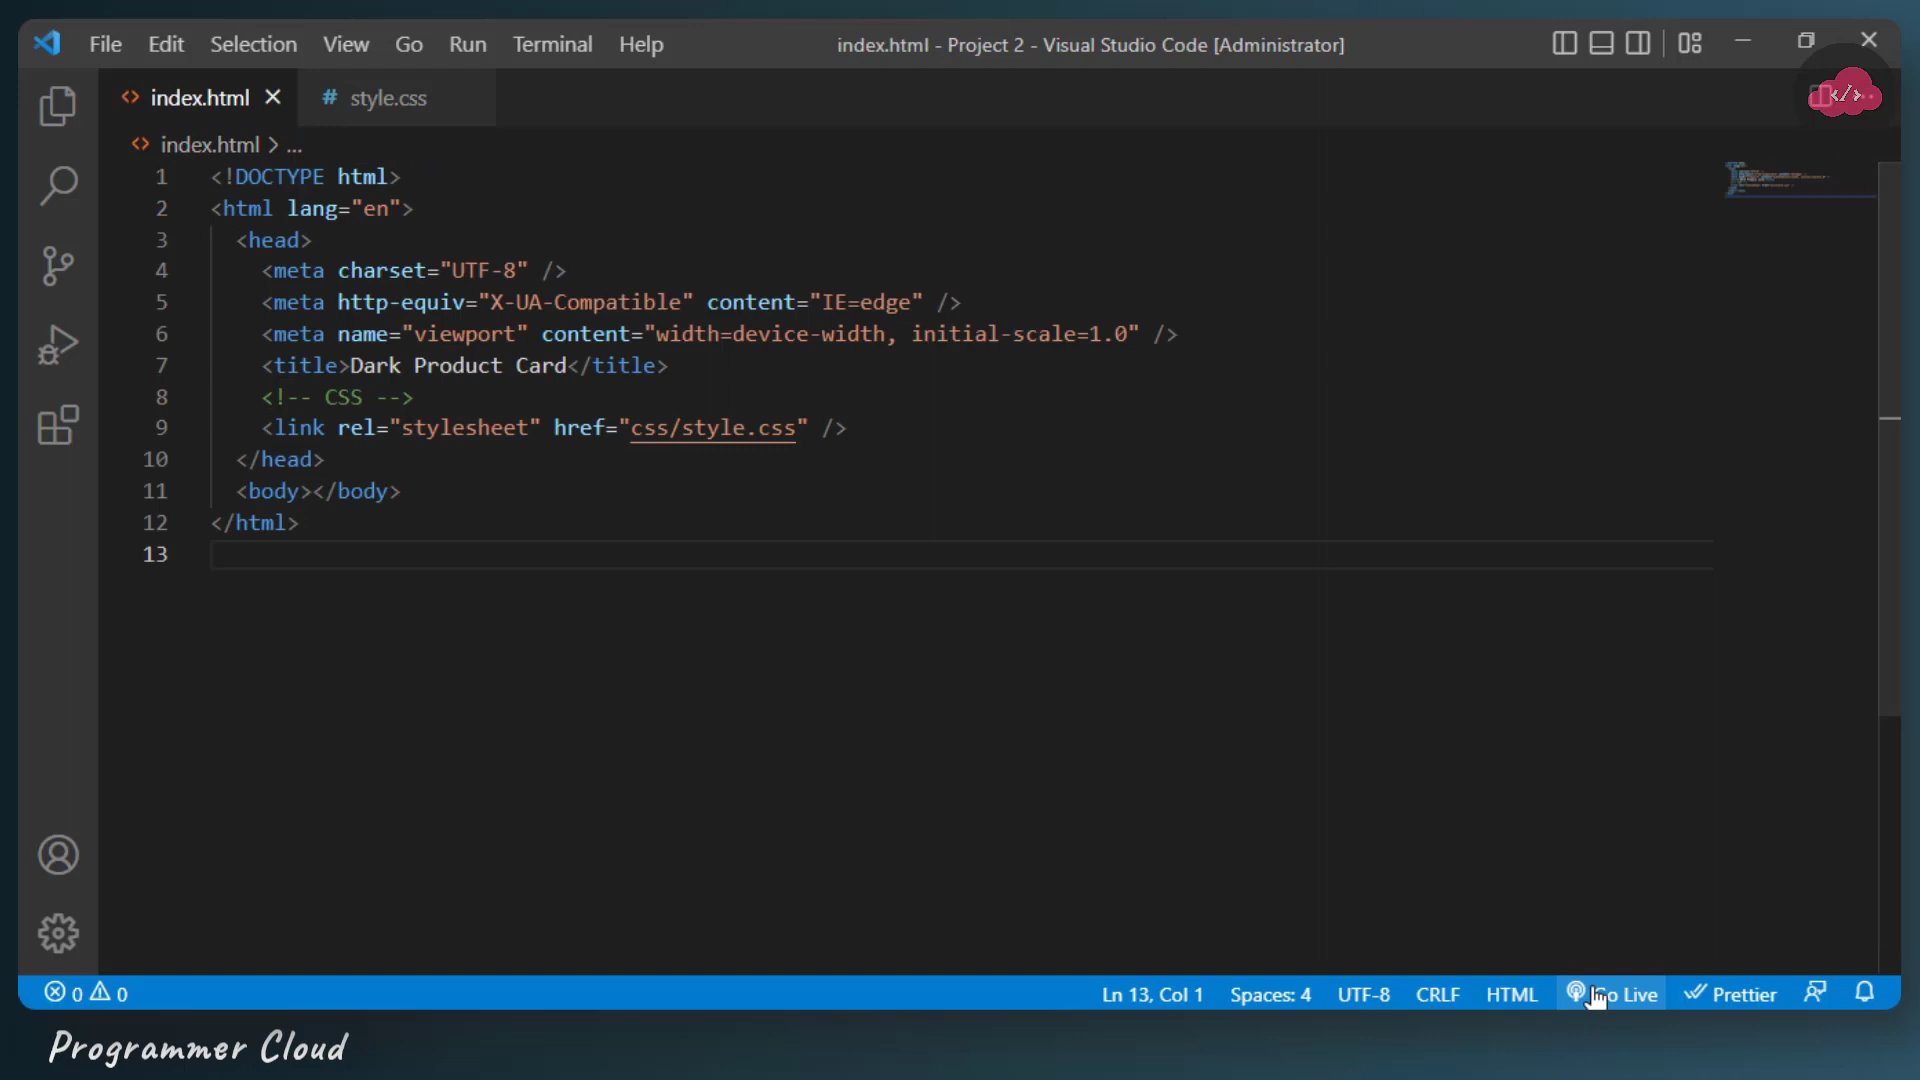 File Edit Selection View Go Run Terminal Help index.html - Project 2 - Visual Studio Code [Administrator]
index.html style.css
index.html > ...
1 <!DOCTYPE html>
2 <html lang="en">
3 <head>
4 <meta charset="UTF-8" />
5 <meta http-equiv="X-UA-Compatible" content="IE=edge" />
6 <meta name="viewport" content="width=device-width, initial-scale=1.0" />
7 <title>Dark Product Card</title>
8 <!-- CSS -->
9 <link rel="stylesheet" href="css/style.css" />
10 </head>
11 <body></body>
12 </html>
13
0 0 Ln 13, Col 1 Spaces: 4 UTF-8 CRLF HTML Go Live Prettier
Programmer Cloud